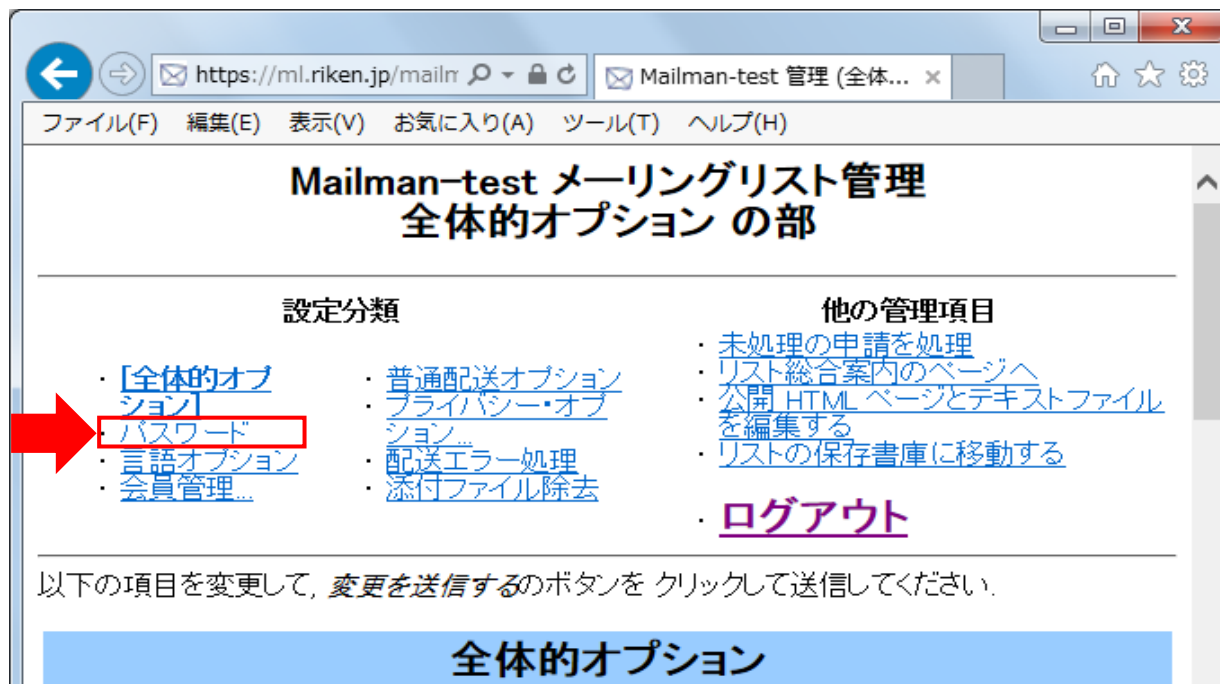 https://ml.riken.jp/mailm
Mailman-test 管理 (全体...
ファイル(F) 編集(E) 表示(V) お気に入り(A) ツール(T) ヘルプ(H)
Mailman-test メーリングリスト管理
全体的オプション の部
設定分類
・[全体的オプ
ション]
・パスワード
・言語オプション
・会員管理...
・普通配送オプション
・プライバシー・オプ
ション...
・配送エラー処理
・添付ファイル除去
他の管理項目
・未処理の申請を処理
・リスト総合案内のページへ
・公開 HTML ページとテキストファイル
を編集する
・リストの保存書庫に移動する
・ログアウト
以下の項目を変更して, 変更を送信するのボタンを クリックして送信してください.
全体的オプション